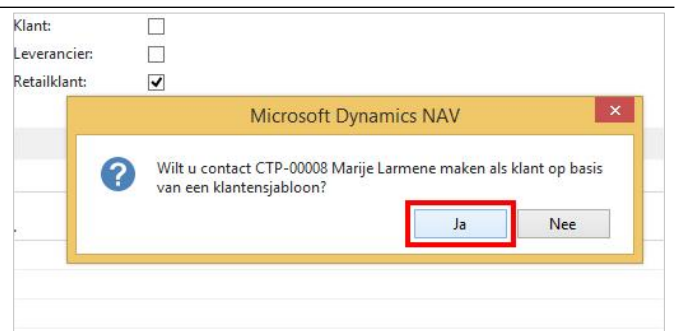 Klant:
Leverancier:
Retailklant:
Microsoft Dynamics NAV
Wilt u contact CTP-00008 Marije Larmene maken als klant op basis
van een klantensjabloon?
Ja
Nee